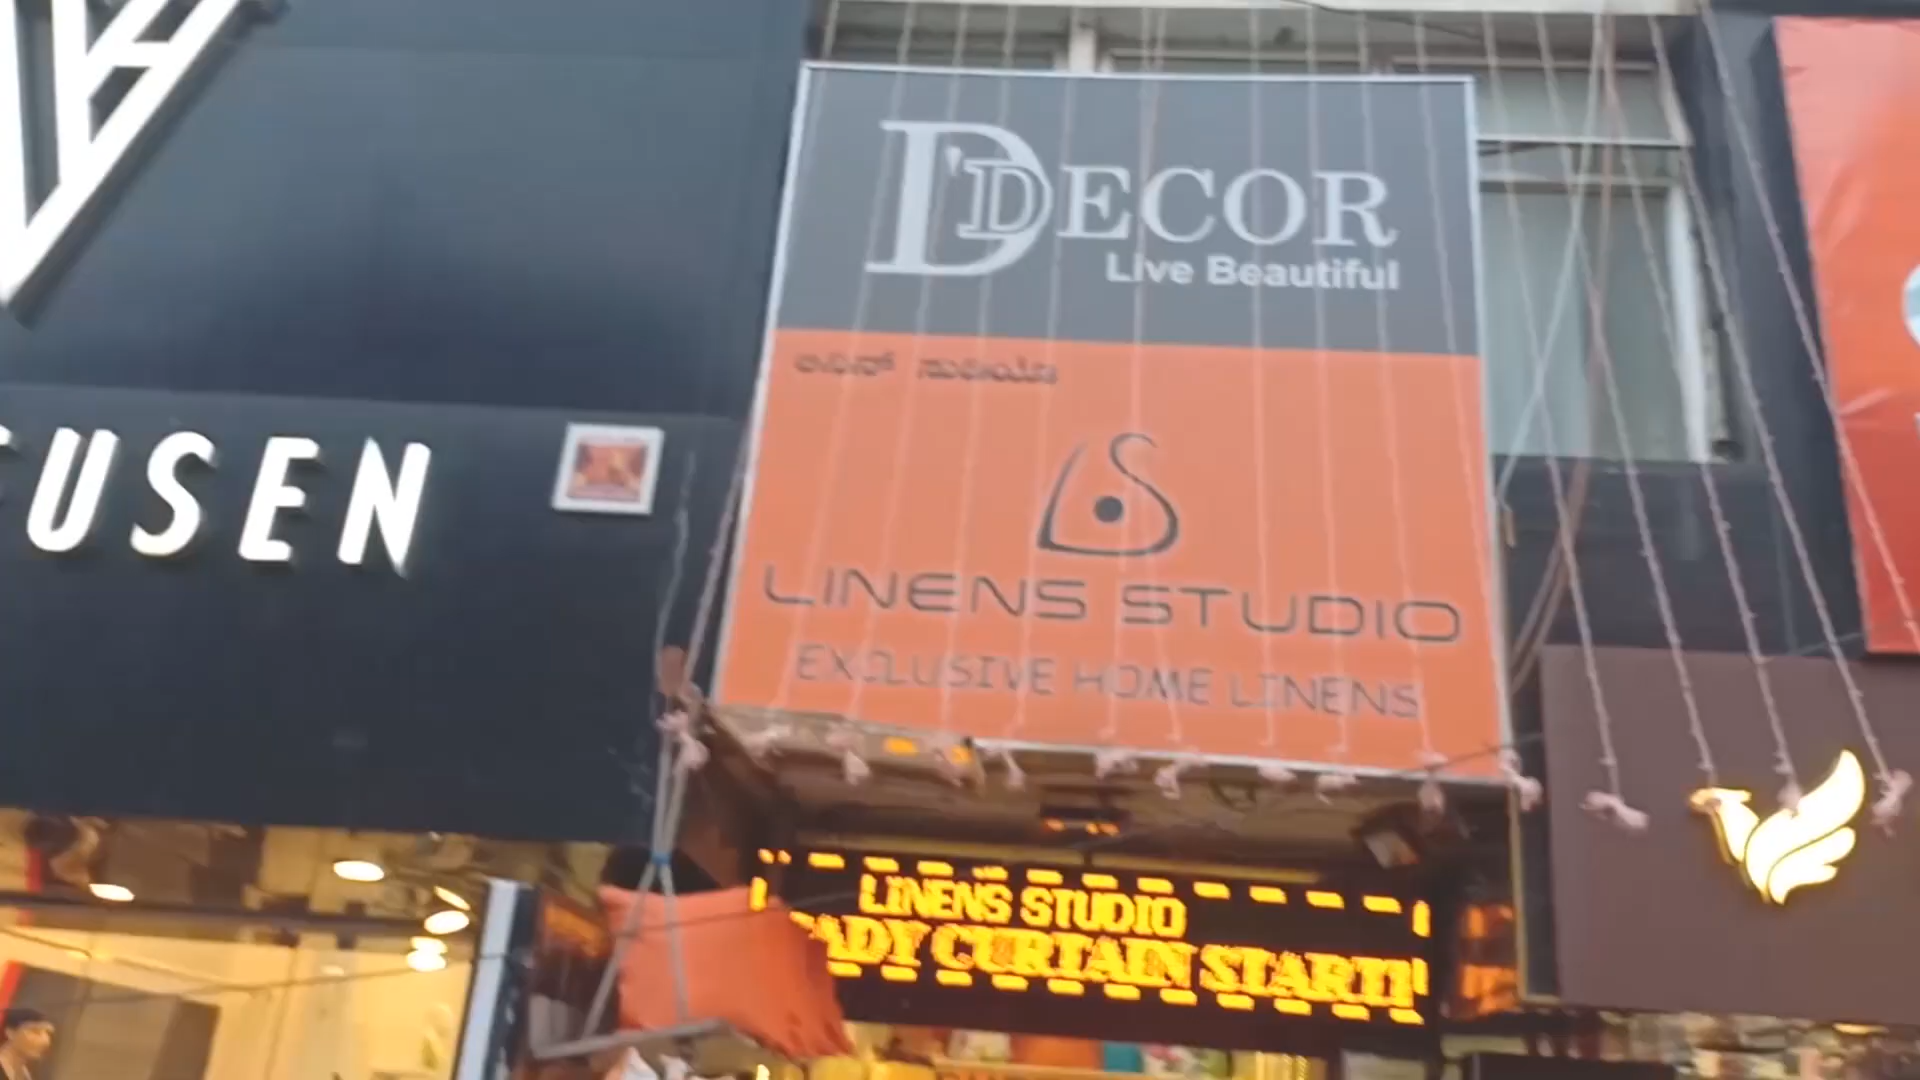 D'DECOR
Live Beautiful
LINENS STUDIO
EXCLUSIVE HOME LINENS
USEN
LINENS STUDIO
CURTAIN